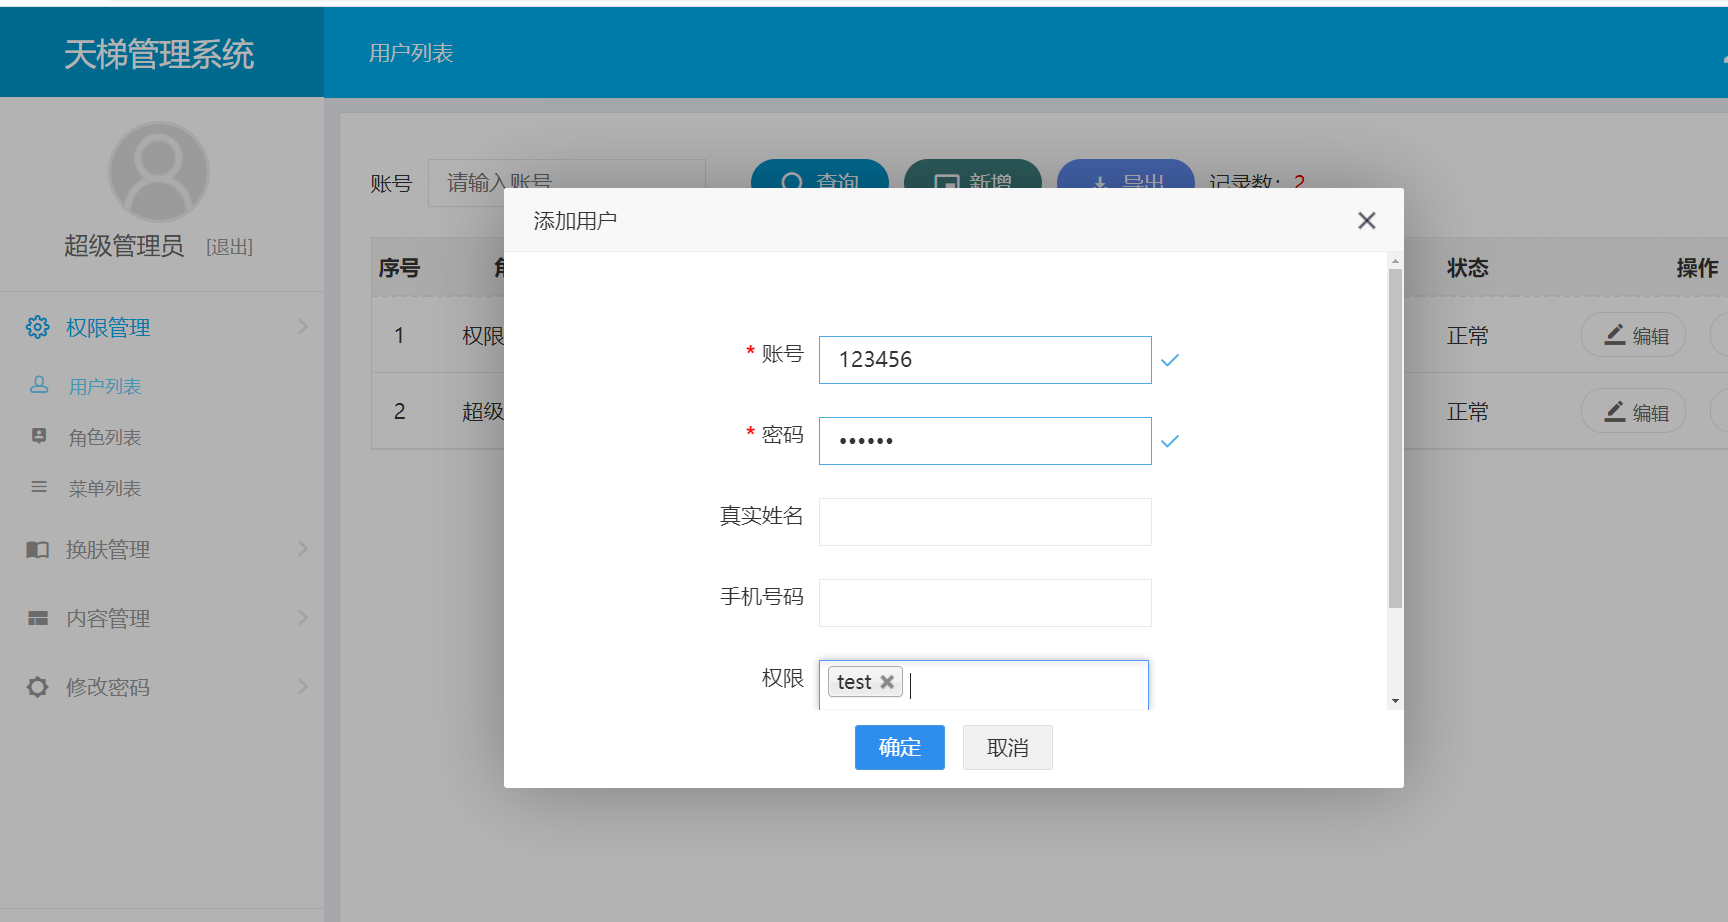 天梯管理系统
用户列表
超级管理员 [退出]
权限管理
用户列表
角色列表
菜单列表
换肤管理
内容管理
修改密码
账号 请输入账号 查询 新增 导出 记录数：2
序号 状态 操作
1 权限 正常 编辑
2 超级 正常 编辑
添加用户
* 账号 123456
* 密码 ••••••
真实姓名
手机号码
权限 test
确定 取消